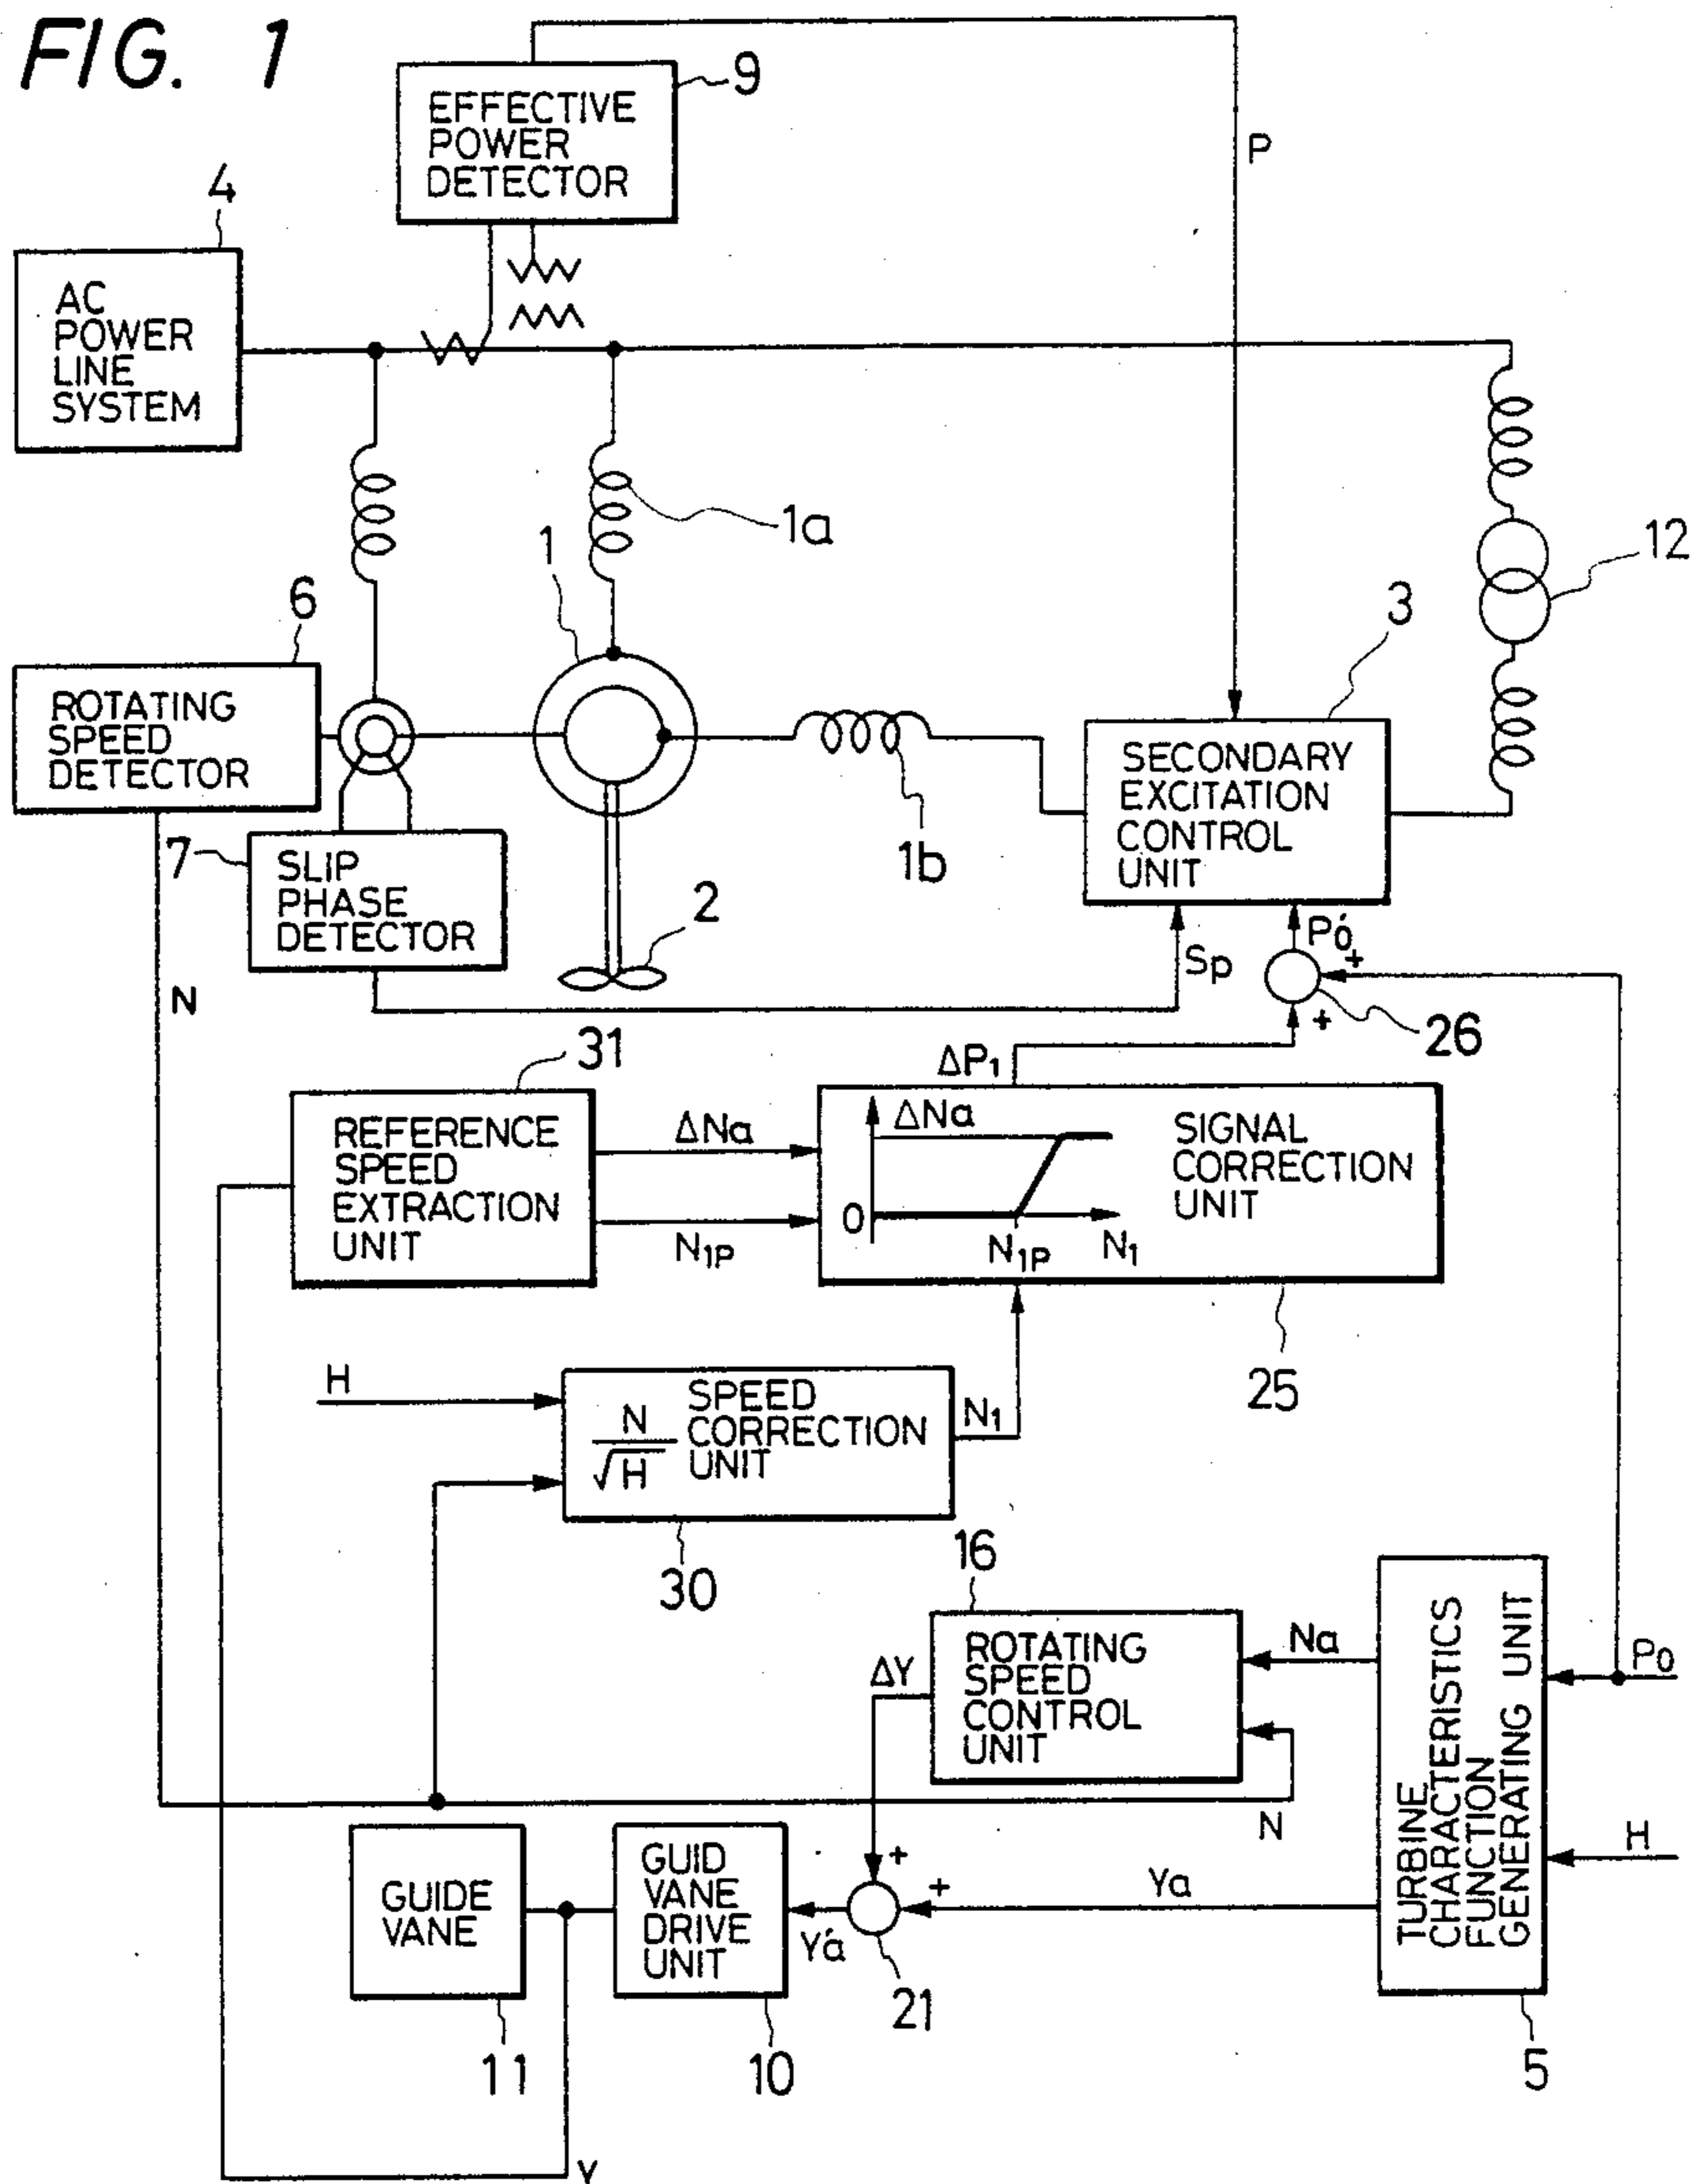 FIG. 1
EFFECTIVE
POWER
DETECTOR
9
P
4
AC
POWER
LINE
SYSTEM
1a
1
12
6
3
ROTATING
SPEED
DETECTOR
SECONDARY
EXCITATION
CONTROL
UNIT
1b
7
SLIP
PHASE
DETECTOR
2
N
Sp
P'o
+
+
26
31
ΔP1
REFERENCE
SPEED
EXTRACTION
UNIT
ΔNa
N1P
ΔNa
0
N1P
N1
SIGNAL
CORRECTION
UNIT
25
H
N
√H
SPEED
CORRECTION
UNIT
N1
30
16
ROTATING
SPEED
CONTROL
UNIT
ΔY
Na
N
Po
H
TURBINE
CHARACTERISTICS
FUNCTION
GENERATING UNIT
5
GUIDE
VANE
11
GUID
VANE
DRIVE
UNIT
10
+
+
Y'a
21
Ya
Y